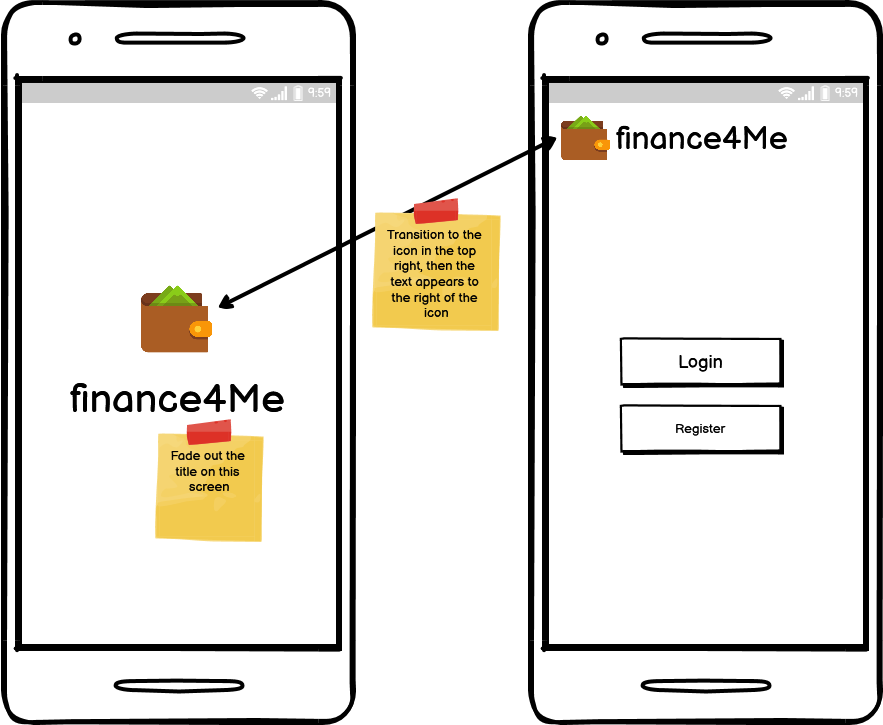 9:59
finance4Me
Fade out the
title on this
screen
Transition to the
icon in the top
right, then the
text appears to
the right of the
icon
9:59
finance4Me
Login
Register